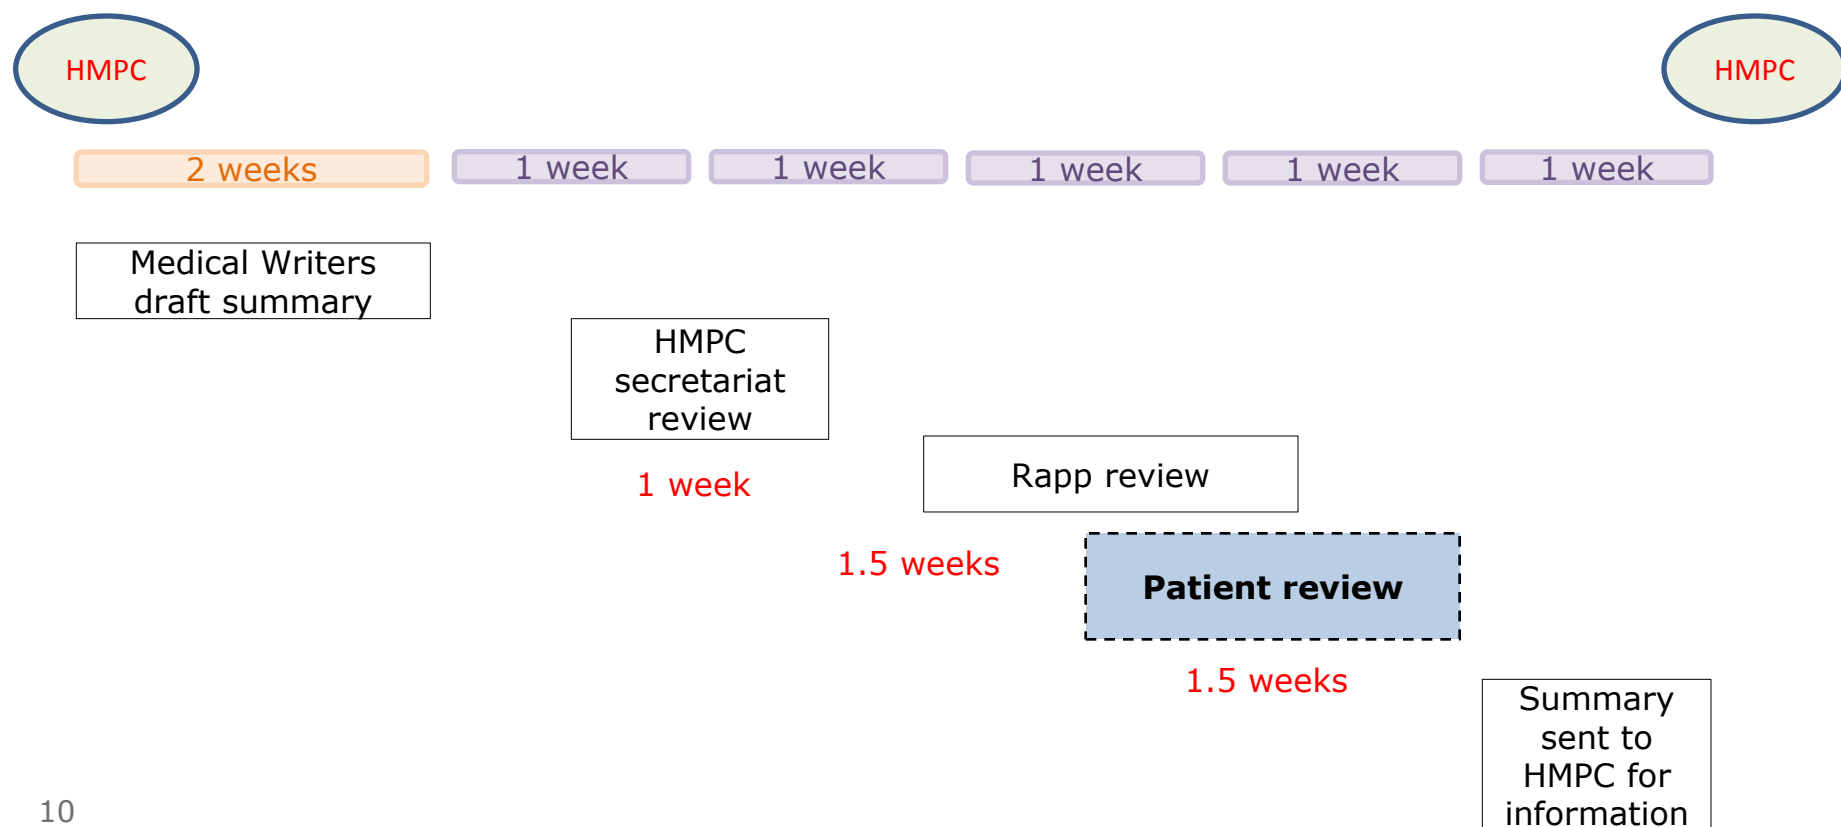 HMPC
HMPC
2 weeks
1 week
1 week
1 week
1 week
1 week
Medical Writers
draft summary
HMPC
secretariat
review
1 week
Rapp review
1.5 weeks
Patient review
1.5 weeks
Summary
sent to
HMPC for
information
10